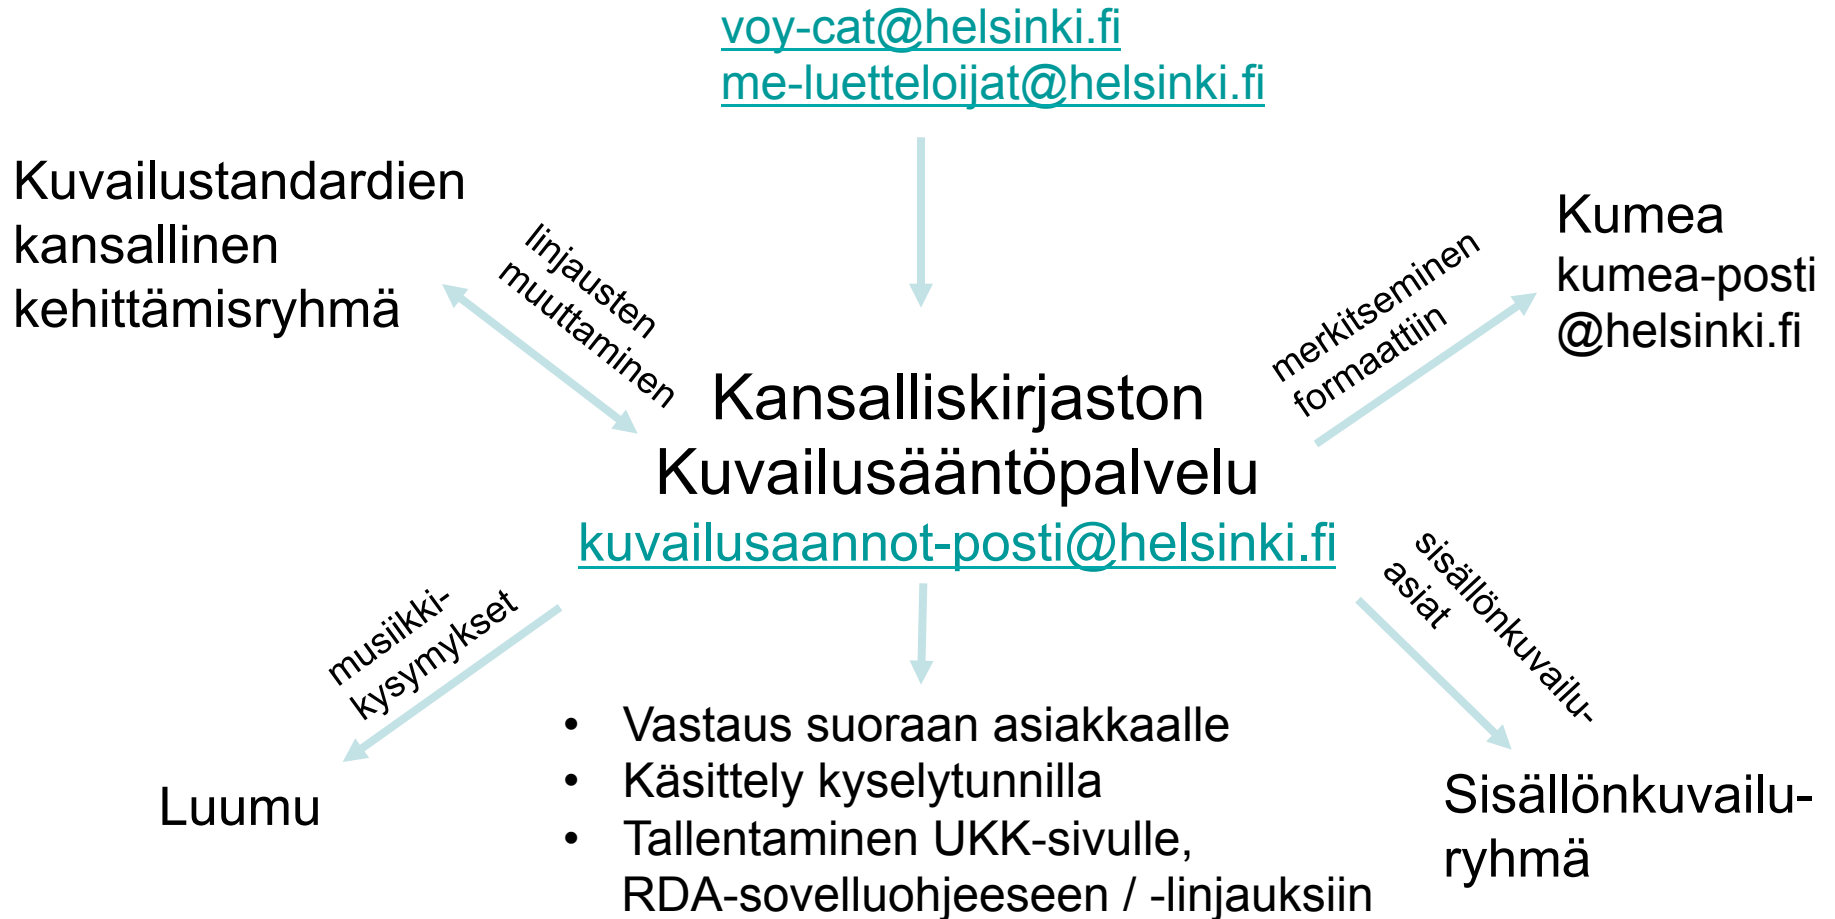 voy-cat@helsinki.fi
me-luetteloijat@helsinki.fi
Kuvailustandardien
kansallinen
kehittämisryhmä
linjausten
muuttaminen
merkitseminen
formaattiin
Kumea
kumea-posti
@helsinki.fi
Kansalliskirjaston
Kuvailusääntöpalvelu
kuvailusaannot-posti@helsinki.fi
musiikki-
kysymykset
sisällönkuvailu-
asiat
Luumu
• Vastaus suoraan asiakkaalle
• Käsittely kyselytunnilla
• Tallentaminen UKK-sivulle,
RDA-sovelluohjeeseen / -linjauksiin
Sisällönkuvailu-
ryhmä